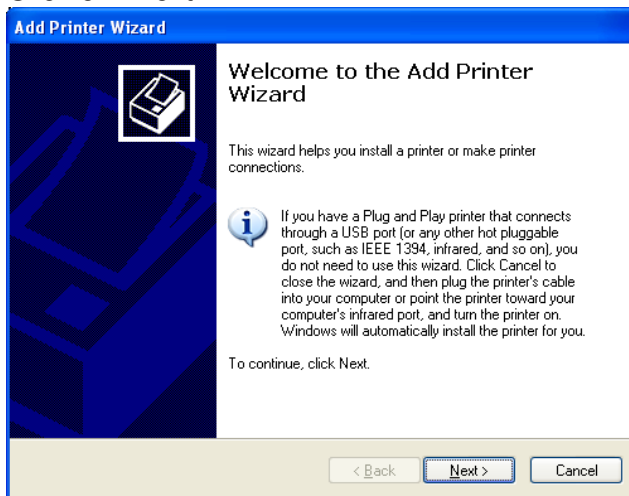 Add Printer Wizard
Welcome to the Add Printer
Wizard
This wizard helps you install a printer or make printer
connections.
If you have a Plug and Play printer that connects
through a USB port (or any other hot pluggable
port, such as IEEE 1394, infrared, and so on), you
do not need to use this wizard. Click Cancel to
close the wizard, and then plug the printer's cable
into your computer or point the printer toward your
computer's infrared port, and turn the printer on.
Windows will automatically install the printer for you.
To continue, click Next.
< Back
Next >
Cancel